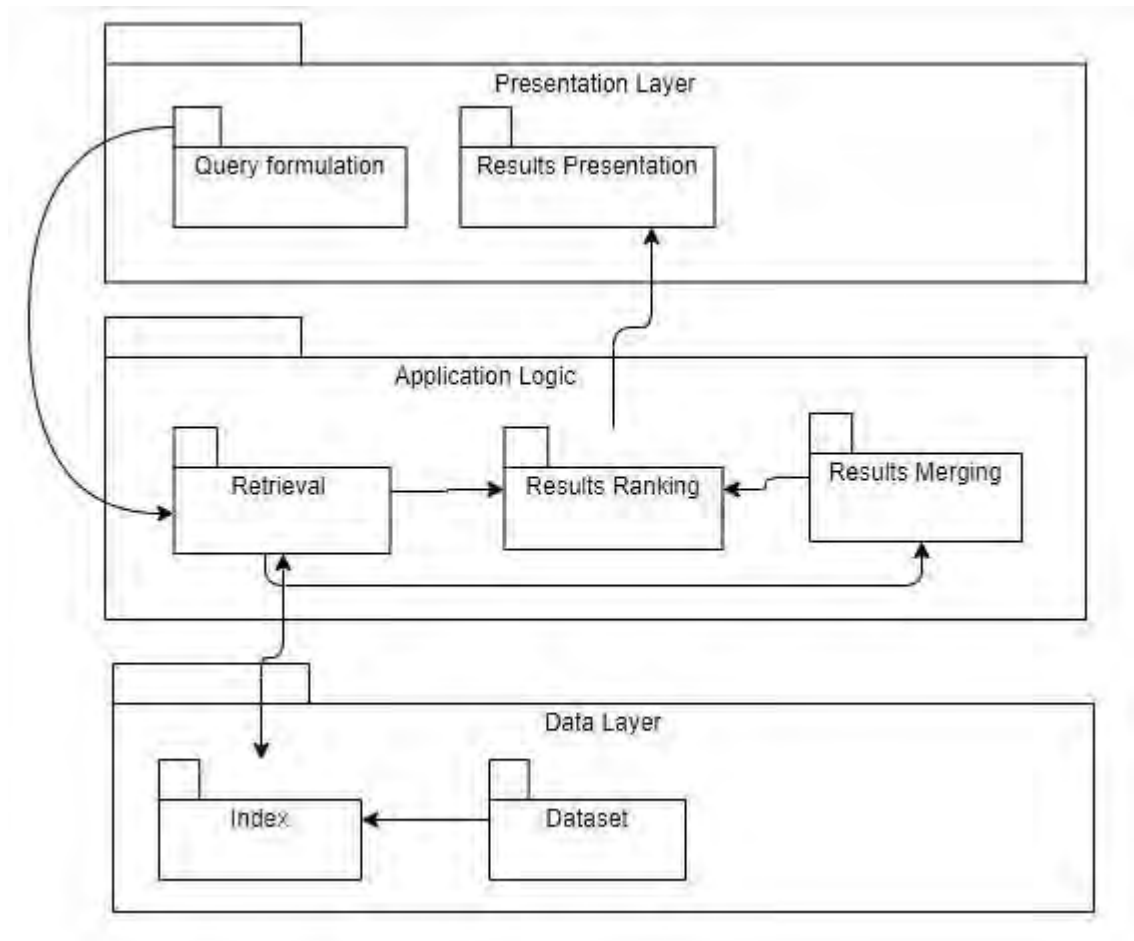 Presentation Layer
Query formulation
Results Presentation
Application Logic
Retrieval
Results Ranking
Results Merging
Data Layer
Index
Dataset